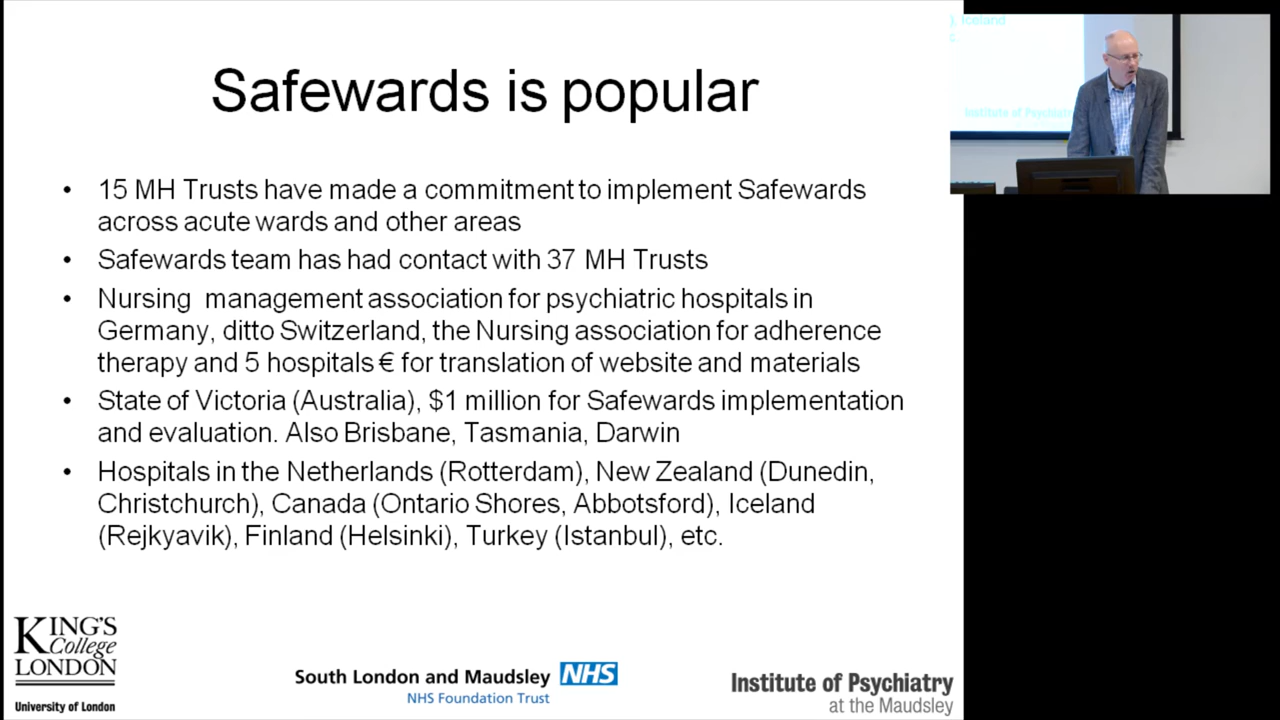 Safewards is popular
• 15 MH Trusts have made a commitment to implement Safewards
across acute wards and other areas
• Safewards team has had contact with 37 MH Trusts
• Nursing management association for psychiatric hospitals in
Germany, ditto Switzerland, the Nursing association for adherence
therapy and 5 hospitals € for translation of website and materials
• State of Victoria (Australia), $1 million for Safewards implementation
and evaluation. Also Brisbane, Tasmania, Darwin
• Hospitals in the Netherlands (Rotterdam), New Zealand (Dunedin,
Christchurch), Canada (Ontario Shores, Abbotsford), Iceland
(Rejkyavik), Finland (Helsinki), Turkey (Istanbul), etc.
KING'S
College
LONDON
University of London
South London and Maudsley NHS
NHS Foundation Trust
Institute of Psychiatry
at the Maudsley
), Iceland
c.
Institute of Psychiatry